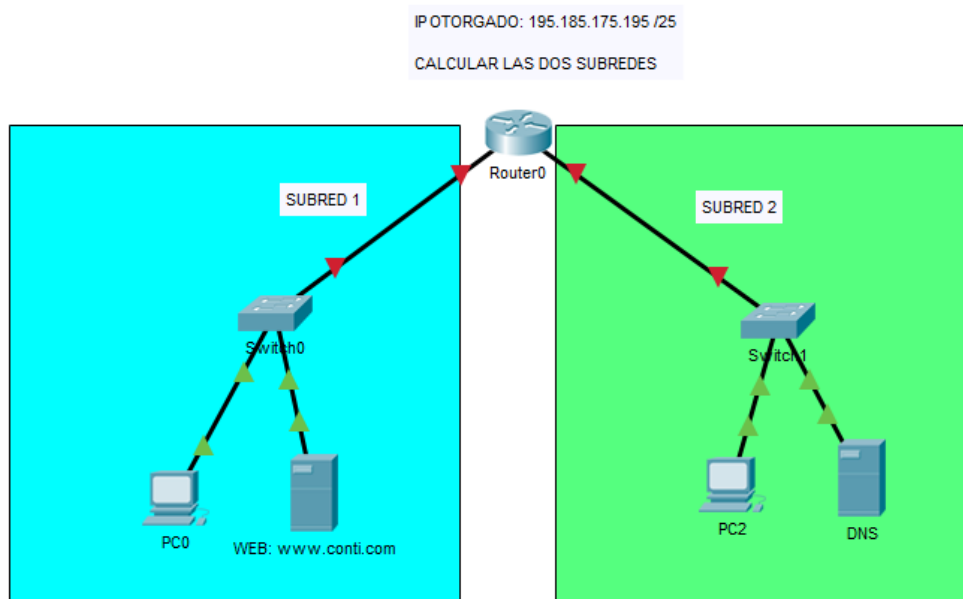 IP OTORGADO: 195.185.175.195 /25
CALCULAR LAS DOS SUBREDES
Router0
SUBRED 1
SUBRED 2
Switch0
Switch1
PC0
WEB: www.conti.com
PC2
DNS